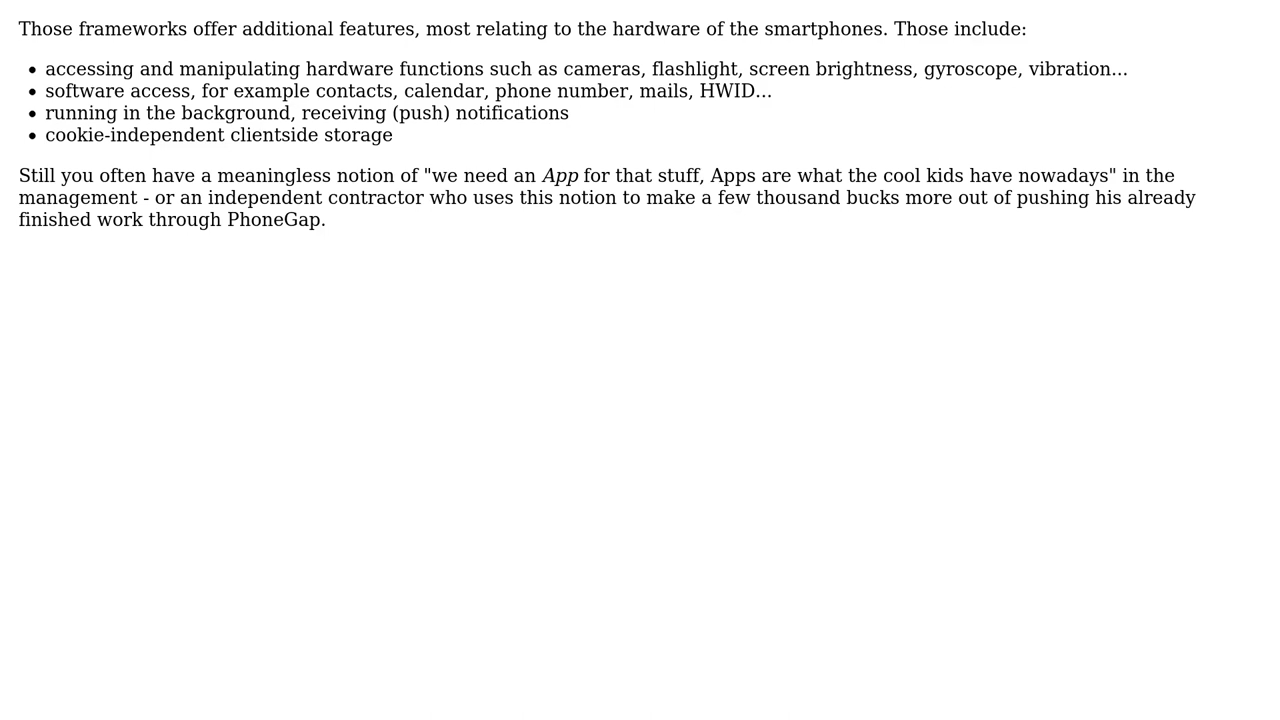 Those frameworks offer additional features, most relating to the hardware of the smartphones. Those include:
• accessing and manipulating hardware functions such as cameras, flashlight, screen brightness, gyroscope, vibration...
• software access, for example contacts, calendar, phone number, mails, HWID...
• running in the background, receiving (push) notifications
• cookie-independent clientside storage
Still you often have a meaningless notion of "we need an App for that stuff, Apps are what the cool kids have nowadays" in the
management - or an independent contractor who uses this notion to make a few thousand bucks more out of pushing his already
finished work through PhoneGap.